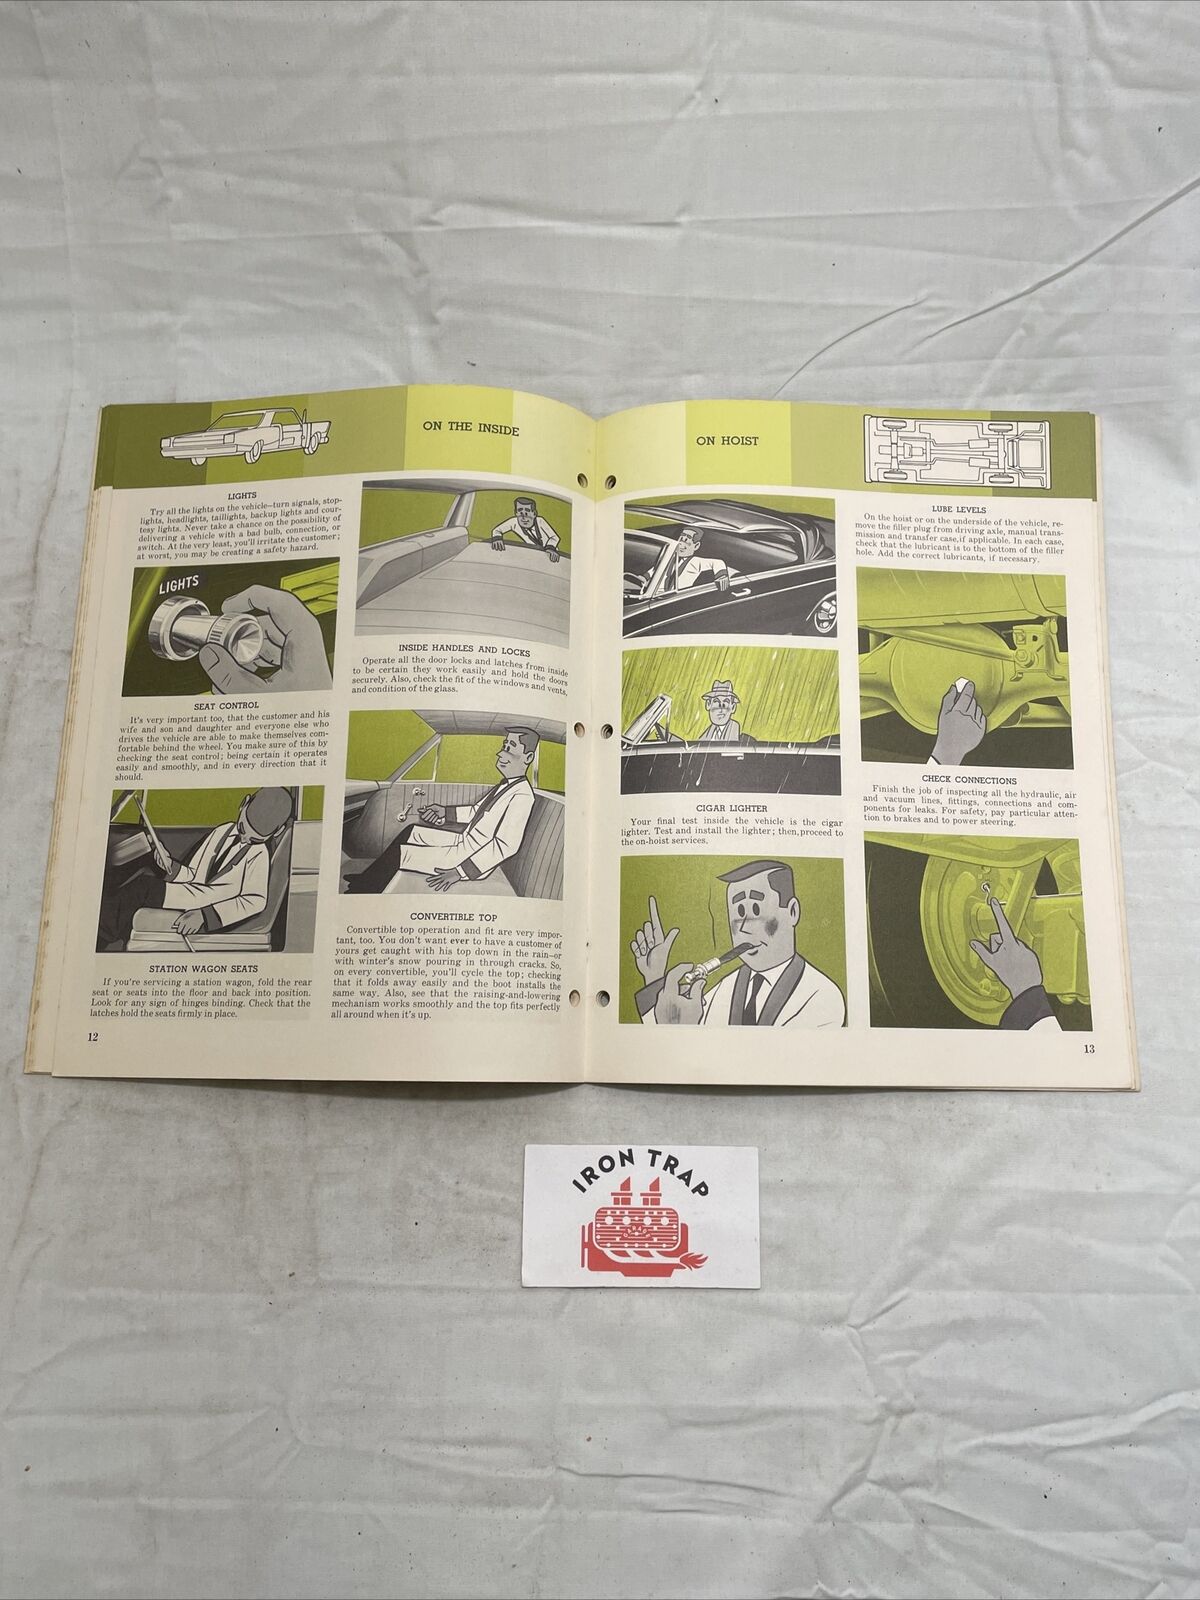 ON THE INSIDE
LIGHTS
Try all the lights on the vehicle—turn signals, stop-
lights, headlights, taillights, backup lights and cour-
tesy lights. Never take a chance on the possibility of
delivering a vehicle with a bad bulb, connection, or
switch. At the very least, you'll irritate the customer;
at worst, you may be creating a safety hazard.
LIGHTS
SEAT CONTROL
It's very important too, that the customer and his
wife and son and daughter and everyone else who
drives the vehicle are able to make themselves com-
fortable behind the wheel. You make sure of this by
checking the seat control; being certain it operates
easily and smoothly, and in every direction that it
should.
STATION WAGON SEATS
If you're servicing a station wagon, fold the rear
seat or seats into the floor and back into position.
Look for any sign of hinges binding. Check that the
latches hold the seats firmly in place.
12
INSIDE HANDLES AND LOCKS
Operate all the door locks and latches from inside
to be certain they work easily and hold the doors
securely. Also, check the fit of the windows and vents,
and condition of the glass.
CONVERTIBLE TOP
Convertible top operation and fit are very impor-
tant, too. You don't want ever to have a customer of
yours get caught with his top down in the rain—or
with winter's snow pouring in through cracks. So,
on every convertible, you'll cycle the top; checking
that it folds away easily and the boot installs the
same way. Also, see that the raising-and-lowering
mechanism works smoothly and the top fits perfectly
all around when it's up.
ON HOIST
CIGAR LIGHTER
Your final test inside the vehicle is the cigar
lighter. Test and install the lighter; then, proceed to
the on-hoist services.
LUBE LEVELS
On the hoist or on the underside of the vehicle, re-
move the filler plug from driving axle, manual trans-
mission and transfer case, if applicable. In each case,
check that the lubricant is to the bottom of the filler
hole. Add the correct lubricants, if necessary.
CHECK CONNECTIONS
Finish the job of inspecting all the hydraulic, air
and vacuum lines, fittings, connections and com-
ponents for leaks. For safety, pay particular atten-
tion to brakes and to power steering.
13
IRON TRAP